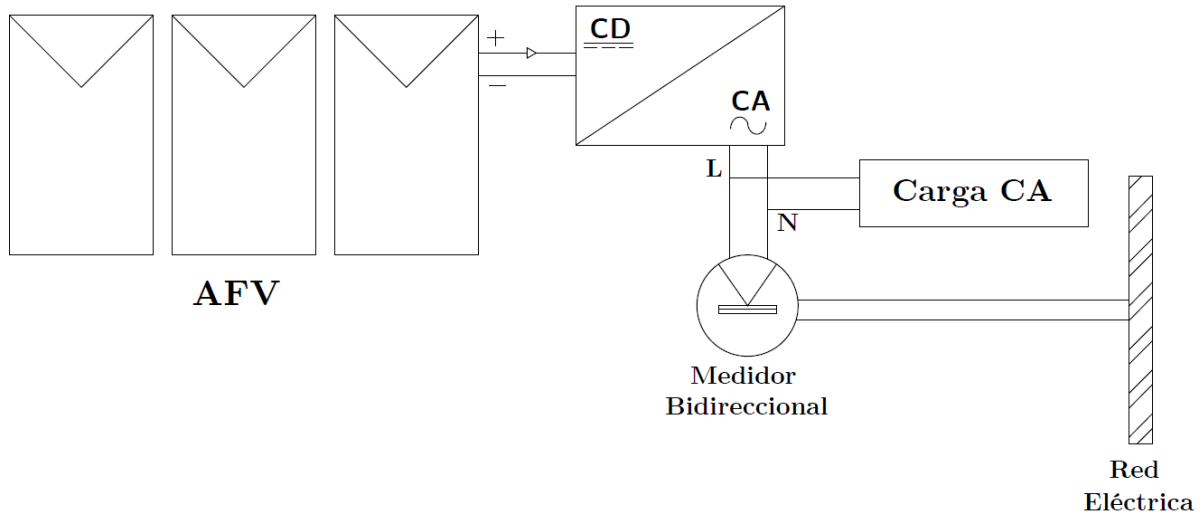 +
−
CD
CA
L
N
Carga CA
AFV
Medidor
Bidireccional
Red
Eléctrica